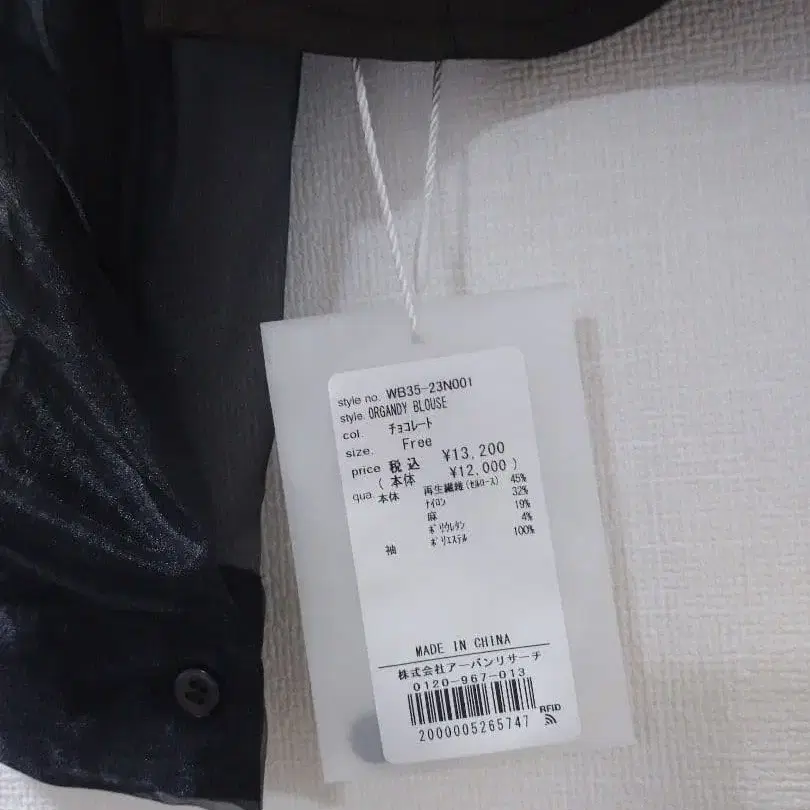 style no. WB35-23N001
style. ORGANDY BLOUSE
col. チョコレート
size. Free
price 税込 ¥13,200
(本体 ¥12,000)
qua. 本体 再生繊維(セルロース) 45%
ナイロン 32%
麻 19%
ポリウレタン 4%
袖 ポリエステル 100%
MADE IN CHINA
株式会社アーバンリサーチ
0120-967-013
2000005265747
RFID